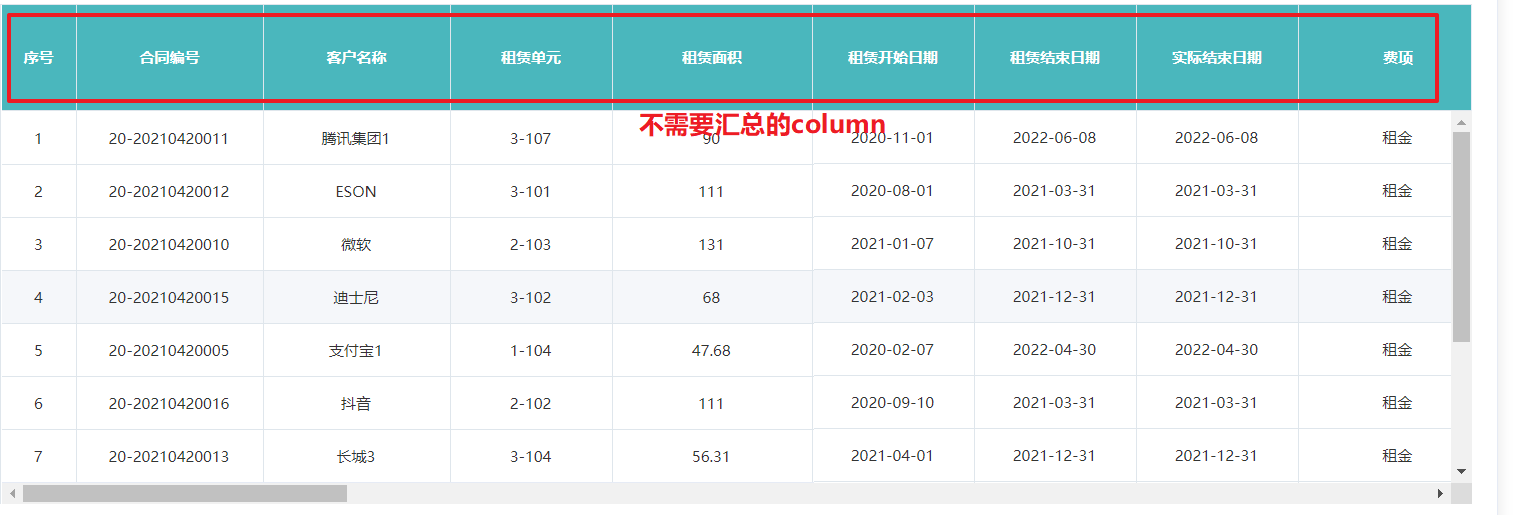 序号 合同编号 客户名称 租赁单元 租赁面积 租赁开始日期 租赁结束日期 实际结束日期 费项
不需要汇总的column
1 20-20210420011 腾讯集团1 3-107 90 2020-11-01 2022-06-08 2022-06-08 租金
2 20-20210420012 ESON 3-101 111 2020-08-01 2021-03-31 2021-03-31 租金
3 20-20210420010 微软 2-103 131 2021-01-07 2021-10-31 2021-10-31 租金
4 20-20210420015 迪士尼 3-102 68 2021-02-03 2021-12-31 2021-12-31 租金
5 20-20210420005 支付宝1 1-104 47.68 2020-02-07 2022-04-30 2022-04-30 租金
6 20-20210420016 抖音 2-102 111 2020-09-10 2021-03-31 2021-03-31 租金
7 20-20210420013 长城3 3-104 56.31 2021-04-01 2021-12-31 2021-12-31 租金